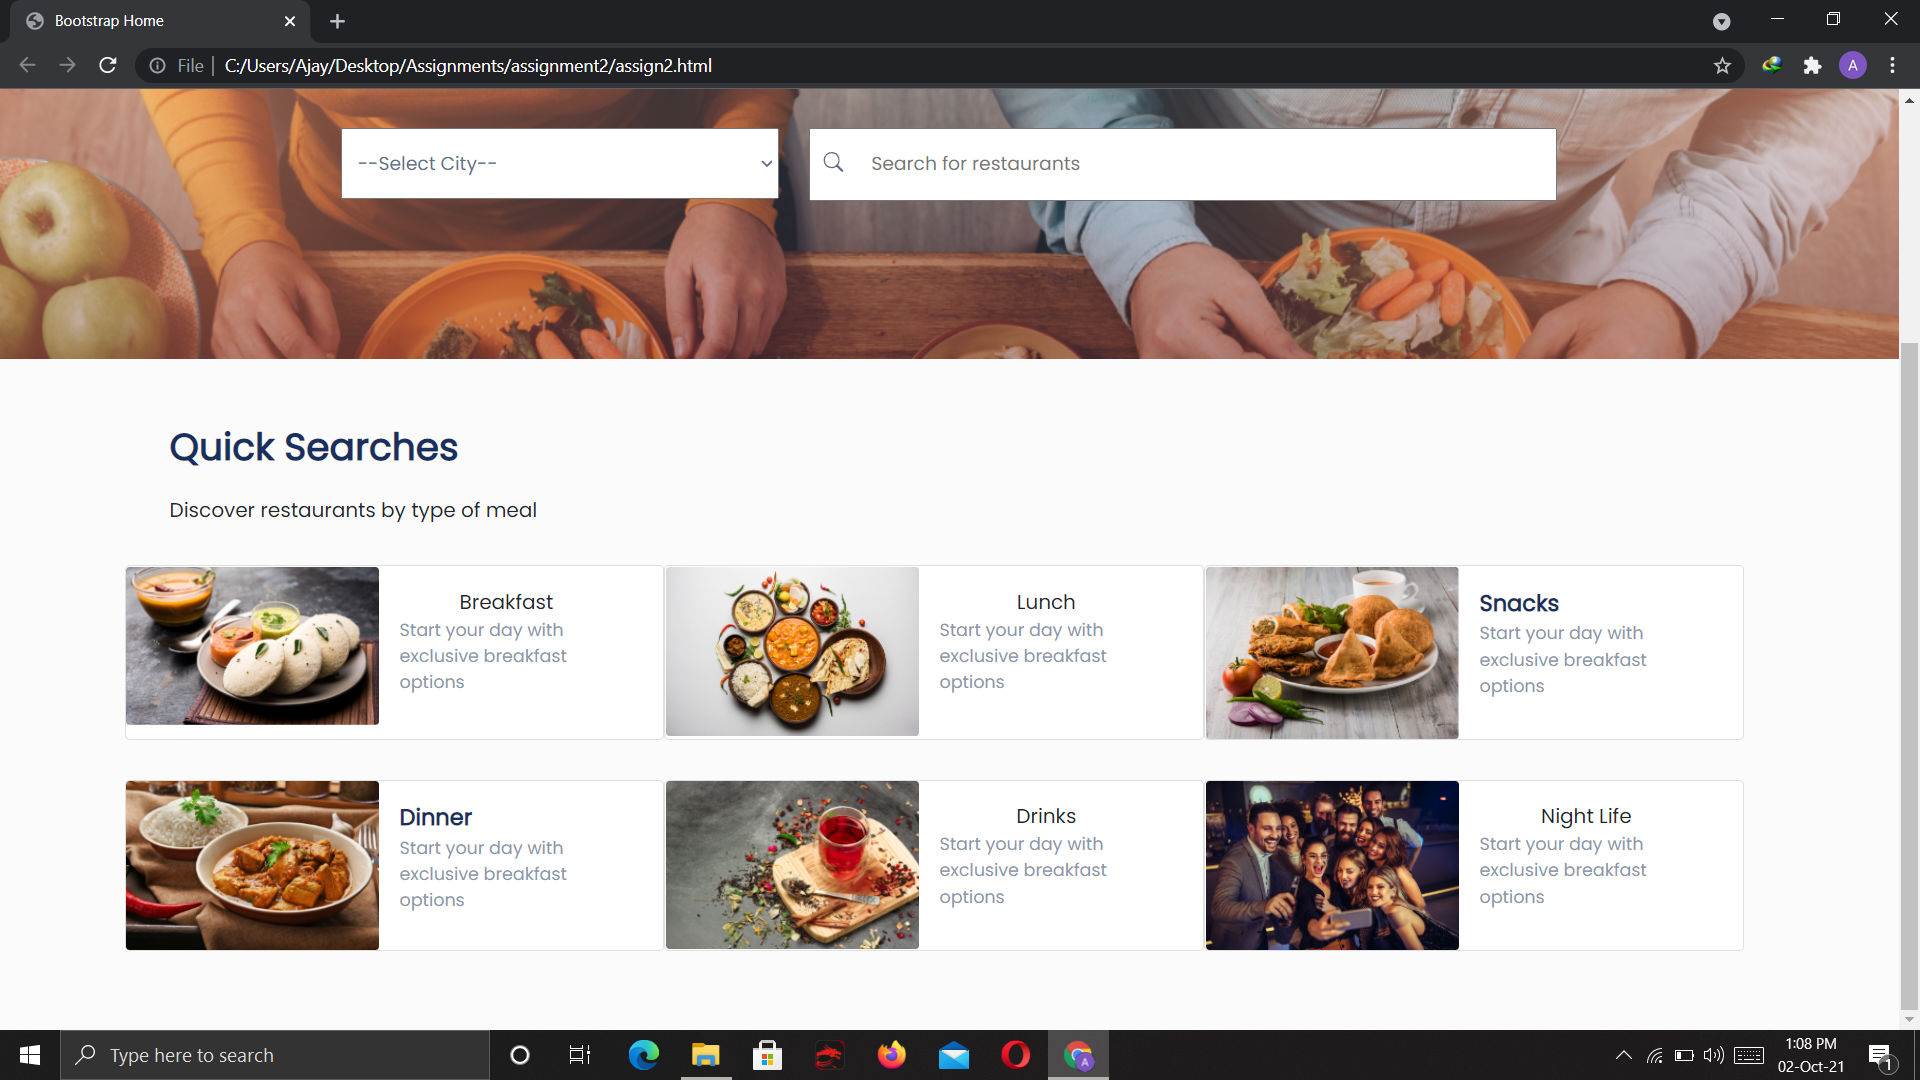 Bootstrap Home
File
C:/Users/Ajay/Desktop/Assignments/assignment2/assign2.html
A
--Select City--
Search for restaurants
Quick Searches
Discover restaurants by type of meal
Breakfast
Start your day with
exclusive breakfast
options
Lunch
Start your day with
exclusive breakfast
options
Snacks
Start your day with
exclusive breakfast
options
Dinner
Start your day with
exclusive breakfast
options
Drinks
Start your day with
exclusive breakfast
options
Night Life
Start your day with
exclusive breakfast
options
Type here to search
A
1:08 PM
02-Oct-21
1